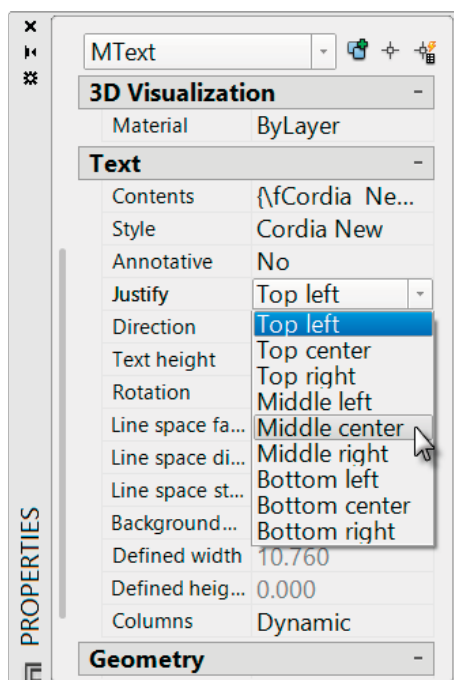 MText
3D Visualization
Material ByLayer
Text
Contents {\fCordia Ne...
Style Cordia New
Annotative No
Justify Top left
Direction Top left
Top center
Text height Top right
Rotation Middle left
Line space fa... Middle center
Line space di... Middle right
Line space st... Bottom left
Background... Bottom center
Bottom right
Defined width 10.760
Defined heig... 0.000
Columns Dynamic
Geometry
PROPERTIES